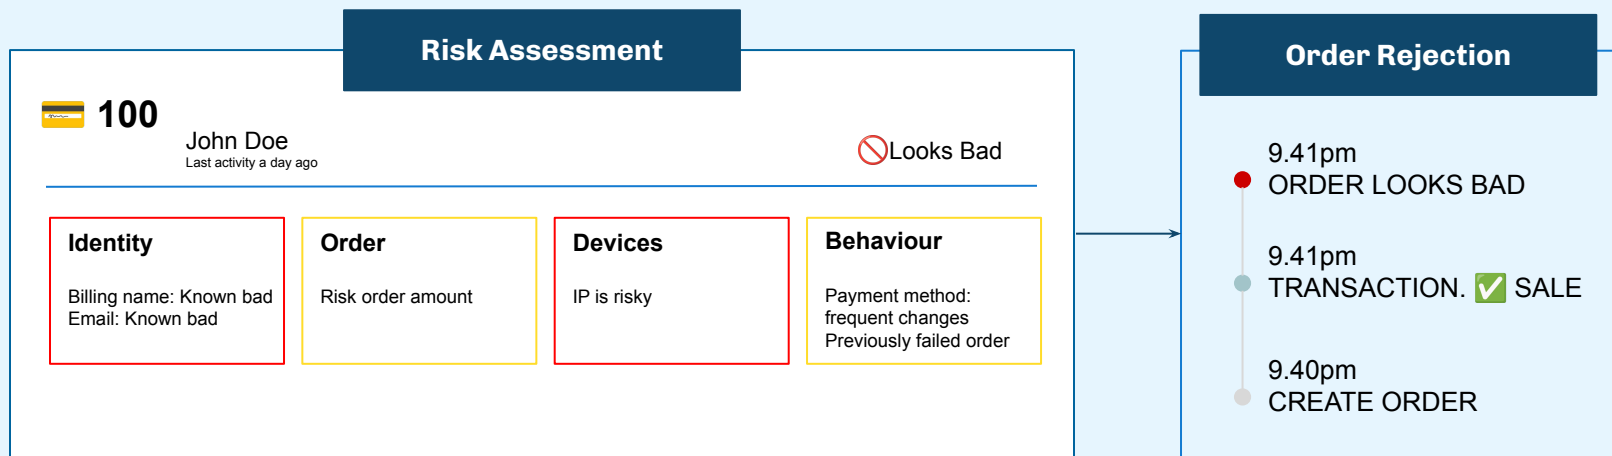 Risk Assessment
💳 100
John Doe
Last activity a day ago
🚫Looks Bad
Identity
Billing name: Known bad
Email: Known bad
Order
Risk order amount
Devices
IP is risky
Behaviour
Payment method:
frequent changes
Previously failed order
Order Rejection
9.41pm
ORDER LOOKS BAD
9.41pm
TRANSACTION. ✅ SALE
9.40pm
CREATE ORDER